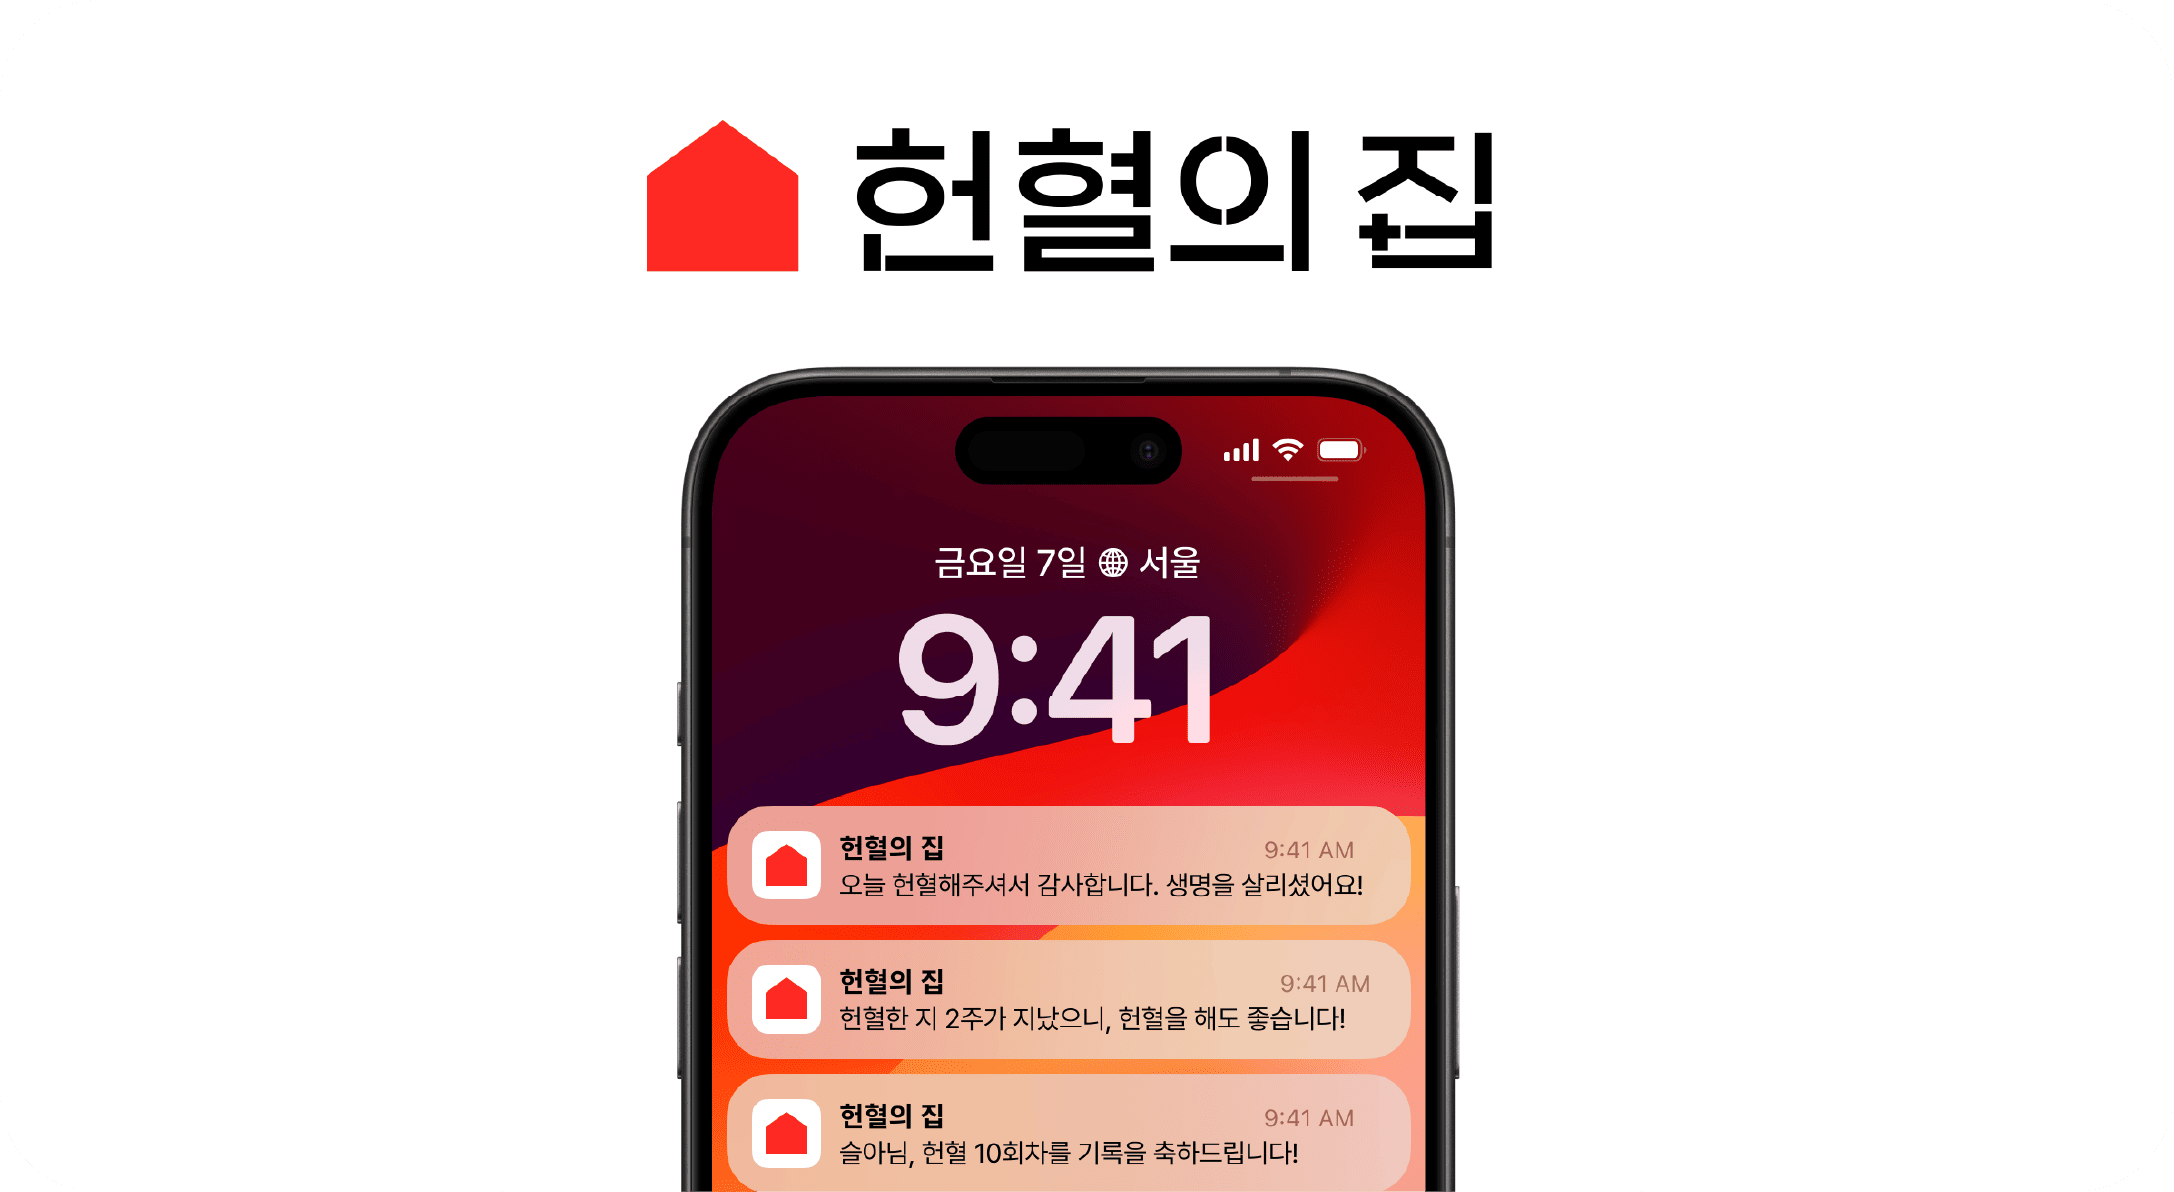 헌혈의 집
금요일 7일 서울
9:41
헌혈의 집 9:41 AM
오늘 헌혈해주셔서 감사합니다. 생명을 살리셨어요!
헌혈의 집 9:41 AM
헌혈한 지 2주가 지났으니, 헌혈을 해도 좋습니다!
헌혈의 집 9:41 AM
슬아님, 헌혈 10회차를 기록을 축하드립니다!